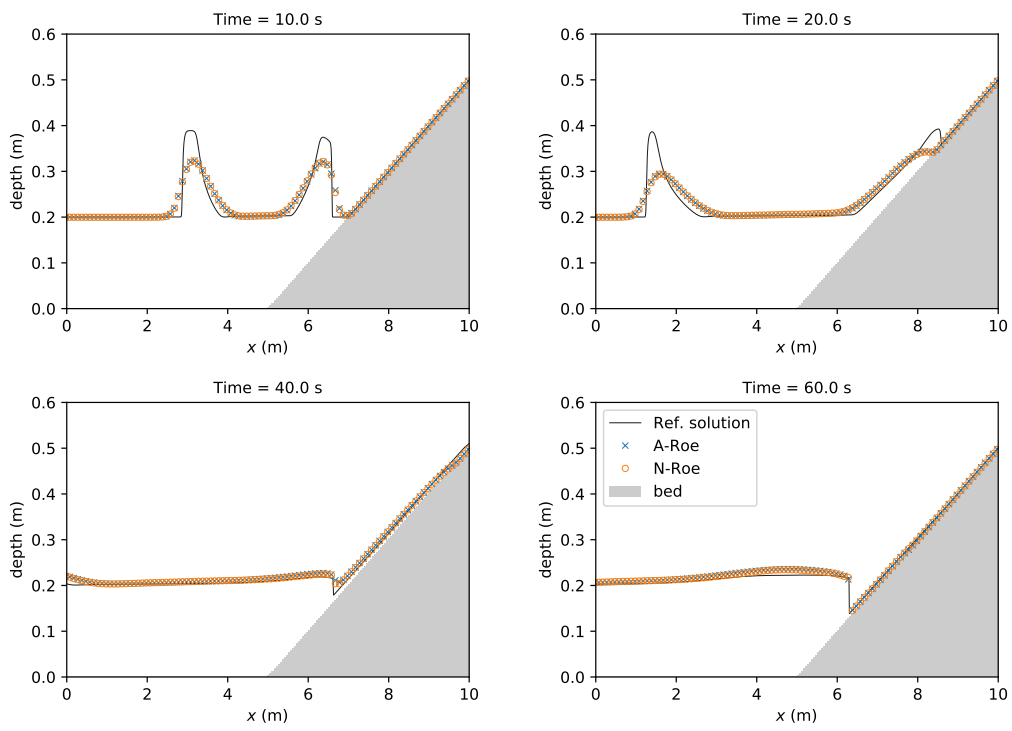 Time = 10.0 s
0.6
0.5
0.4
0.3
0.2
0.1
0.0
depth (m)
0 2 4 6 8 10
x (m)
Time = 20.0 s
0.6
0.5
0.4
0.3
0.2
0.1
0.0
depth (m)
0 2 4 6 8 10
x (m)
Time = 40.0 s
0.6
0.5
0.4
0.3
0.2
0.1
0.0
depth (m)
0 2 4 6 8 10
x (m)
Time = 60.0 s
0.6
0.5
0.4
0.3
0.2
0.1
0.0
depth (m)
Ref. solution
A-Roe
N-Roe
bed
0 2 4 6 8 10
x (m)